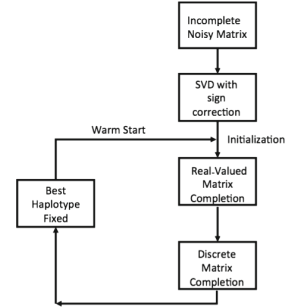 Incomplete
Noisy Matrix
SVD with
sign
correction
Warm Start
Initialization
Real-Valued
Matrix
Completion
Best
Haplotype
Fixed
Discrete
Matrix
Completion